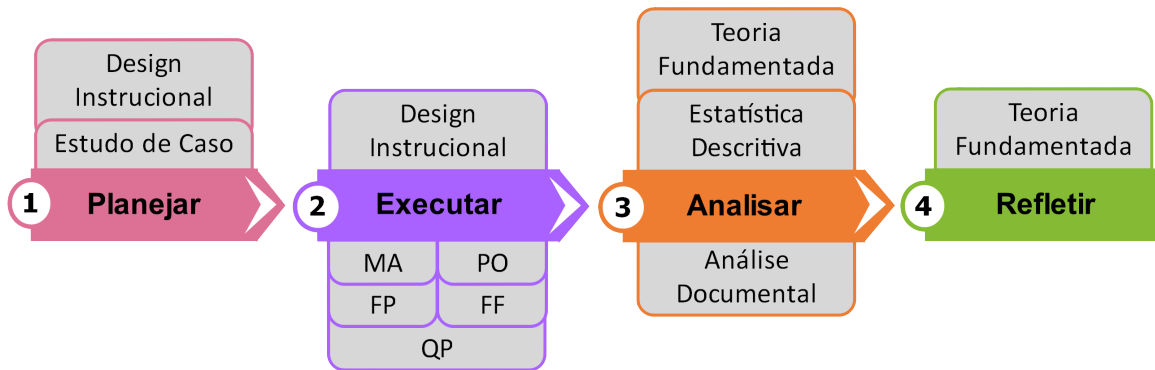 Design
Instrucional
Estudo de Caso
1
Planejar
Design
Instrucional
2
Executar
MA
PO
FP
FF
QP
Teoria
Fundamentada
Estatística
Descritiva
3
Analisar
Análise
Documental
Teoria
Fundamentada
4
Refletir